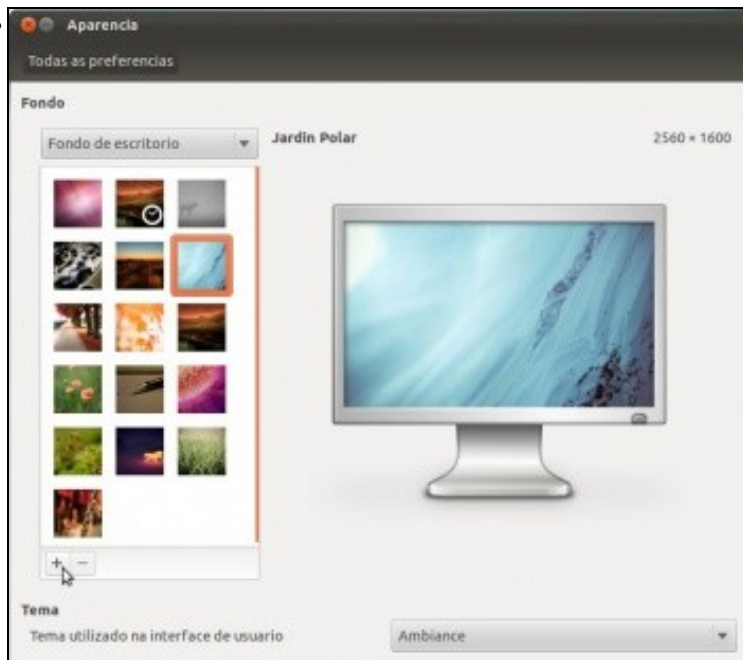 Aparencia
Todas as preferencias
Fondo
Fondo de escritorio
Jardin Polar
2560 × 1600
Tema
Tema utilizado na interface de usuario
Ambiance